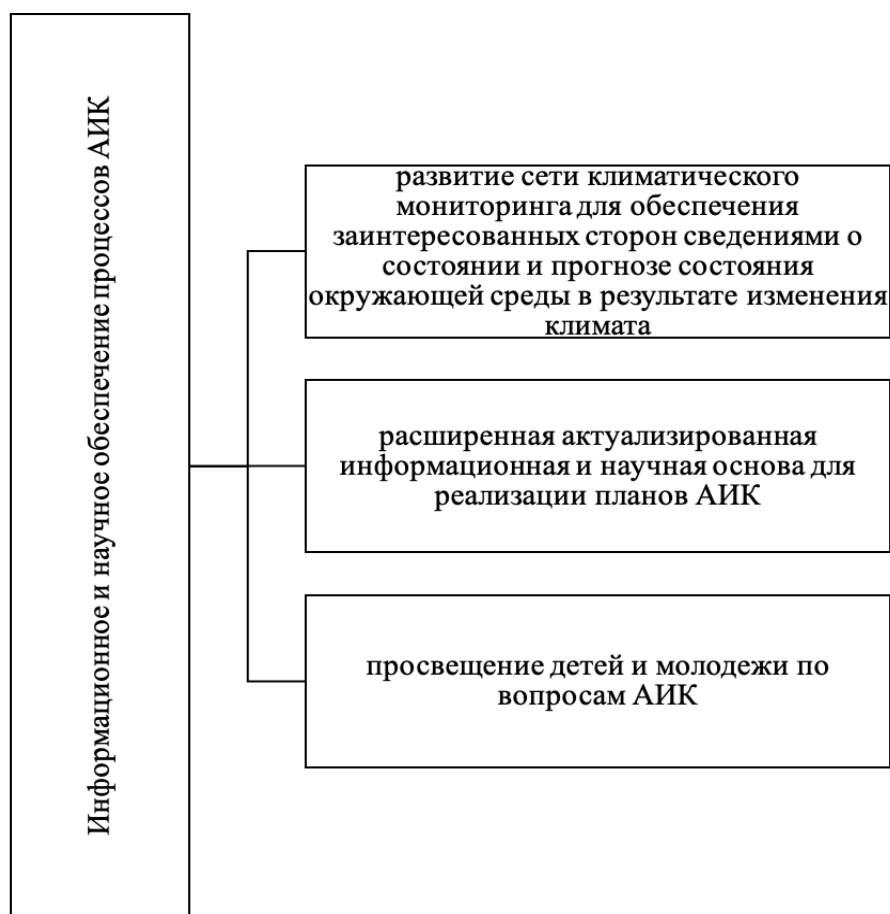 Информационное и научное обеспечение процессов АИК
развитие сети климатического
мониторинга для обеспечения
заинтересованных сторон сведениями о
состоянии и прогнозе состояния
окружающей среды в результате изменения
климата
расширенная актуализированная
информационная и научная основа для
реализации планов АИК
просвещение детей и молодежи по
вопросам АИК